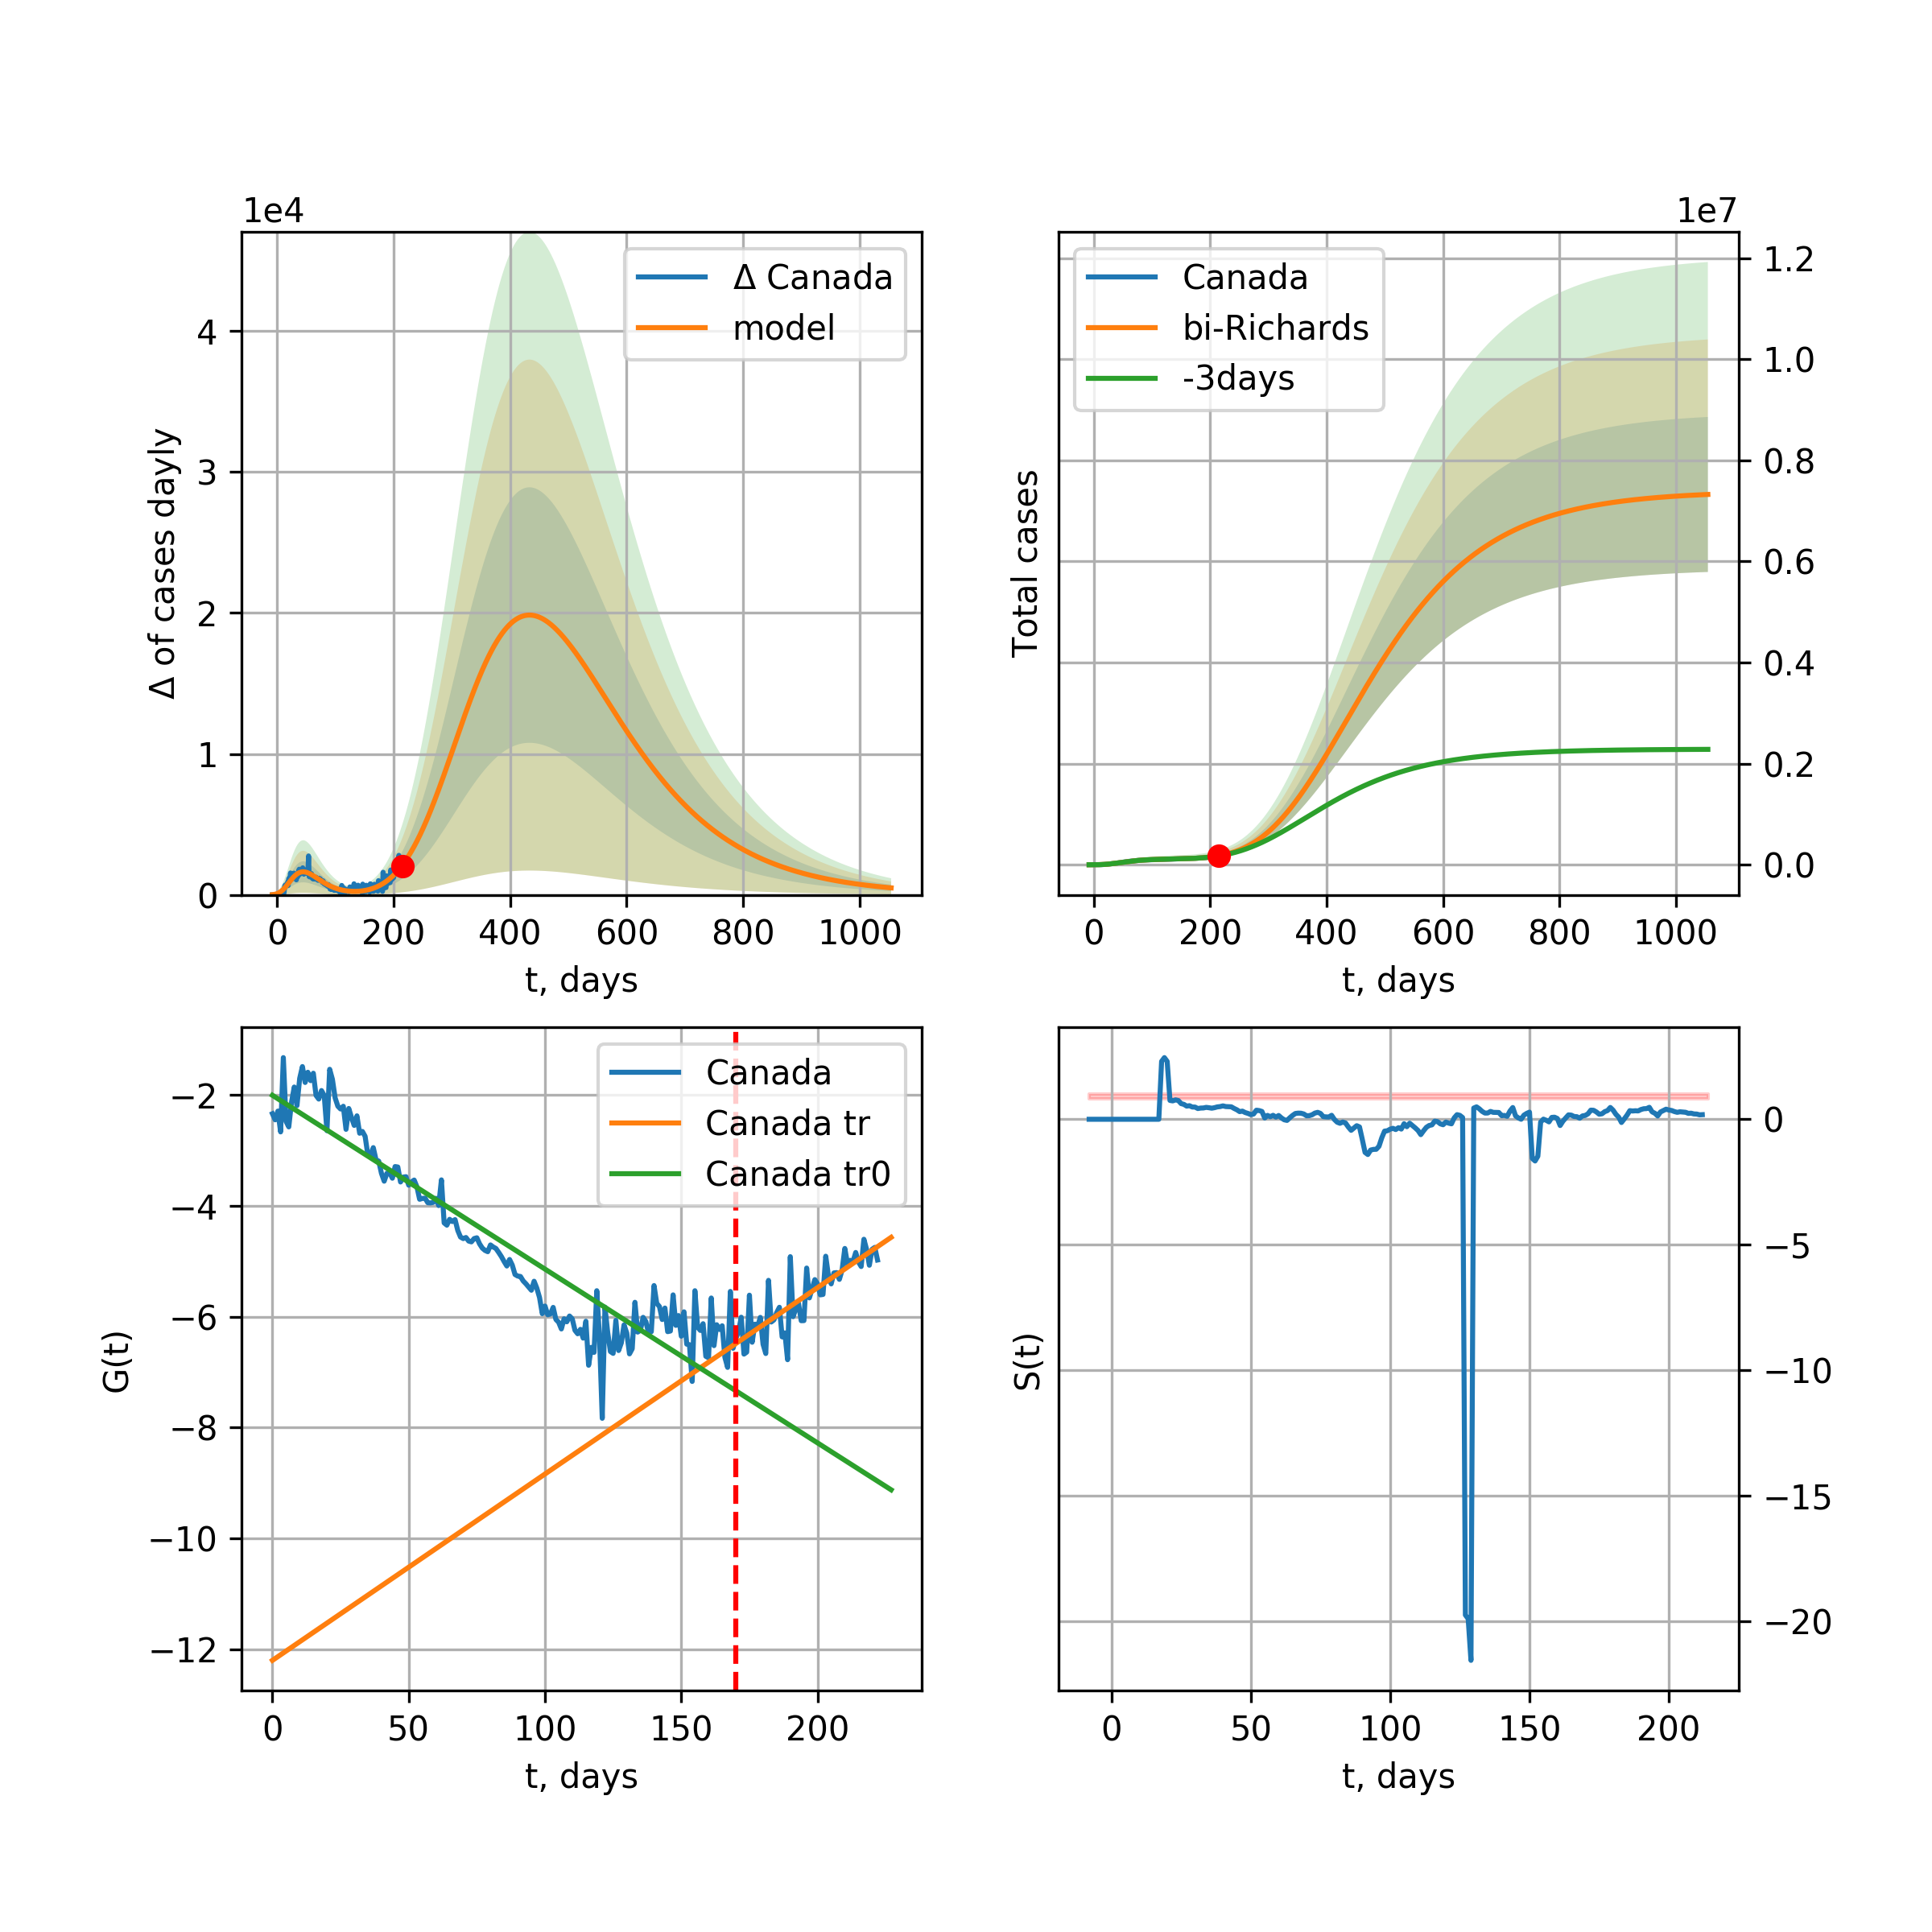 1e4
Δ of cases dayly
4
3
2
1
0
0 200 400 600 800 1000
t, days
Δ Canada
model
1e7
Total cases
1.2
1.0
0.8
0.6
0.4
0.2
0.0
0 200 400 600 800 1000
t, days
Canada
bi-Richards
-3days
G(t)
−2
−4
−6
−8
−10
−12
0 50 100 150 200
t, days
Canada
Canada tr
Canada tr0
S(t)
0
−5
−10
−15
−20
0 50 100 150 200
t, days